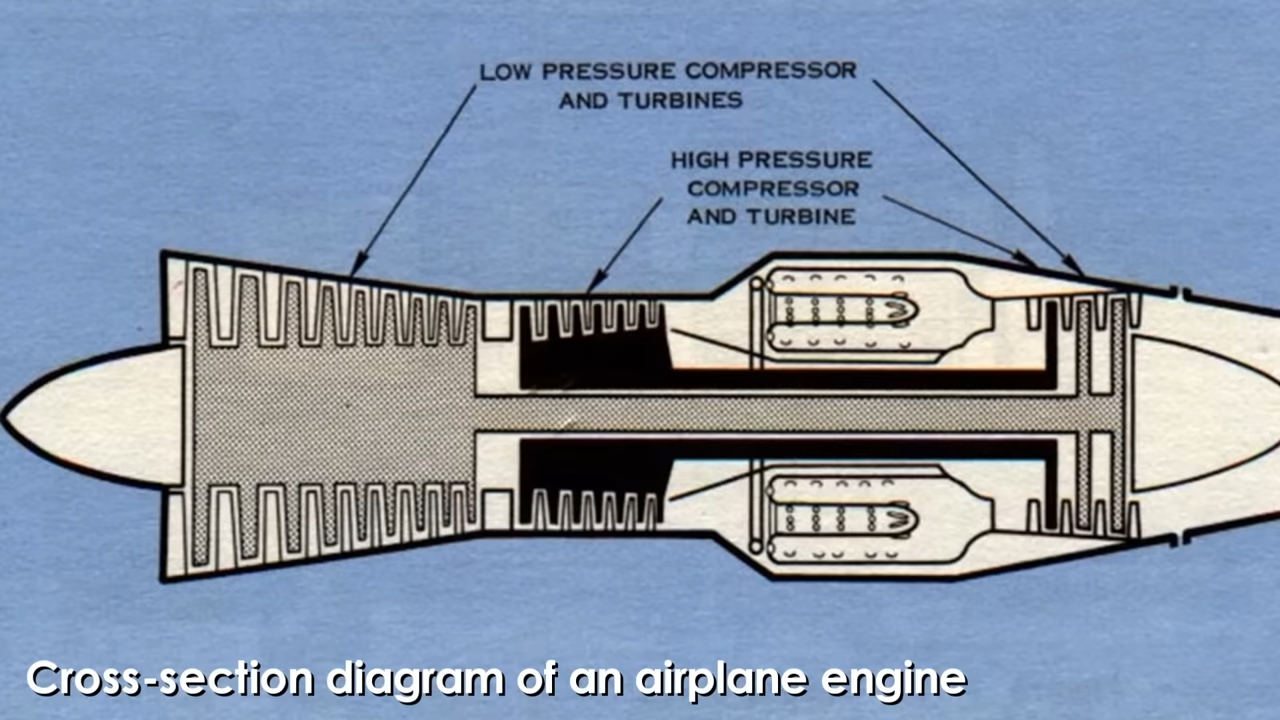 LOW PRESSURE COMPRESSOR
AND TURBINES
HIGH PRESSURE
COMPRESSOR
AND TURBINE
Cross-section diagram of an airplane engine